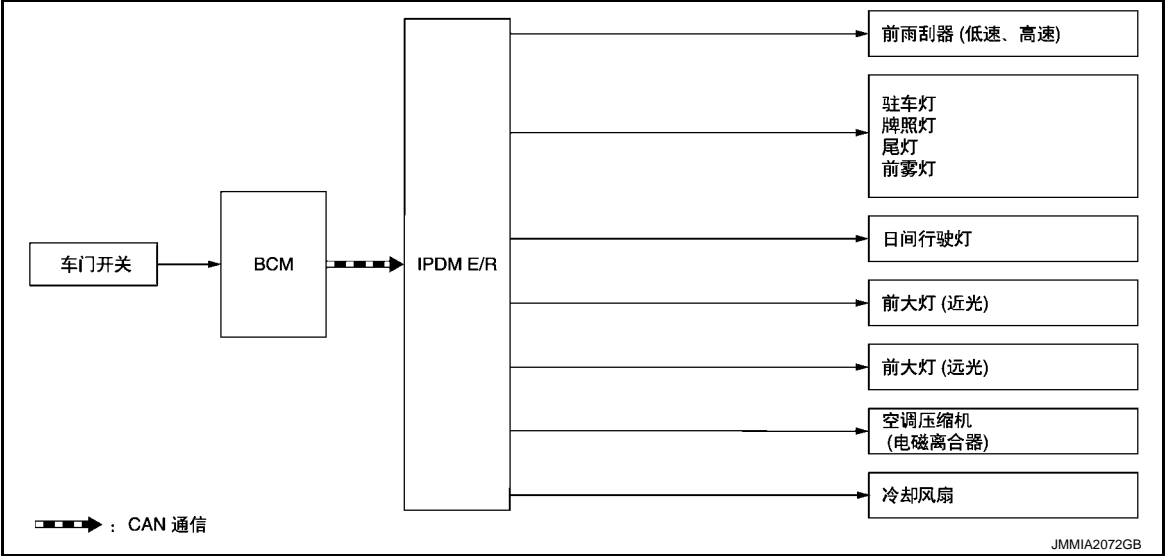 前雨刮器 (低速、高速)
驻车灯
牌照灯
尾灯
前雾灯
日间行驶灯
车门开关
BCM
IPDM E/R
前大灯 (近光)
前大灯 (远光)
空调压缩机
(电磁离合器)
冷却风扇
：CAN 通信
JMMIA2072GB